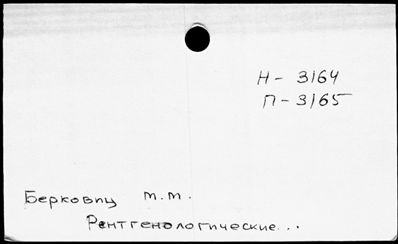 Н - 3164
П - 3165
Берковиц м.м.
Рентгенологические...